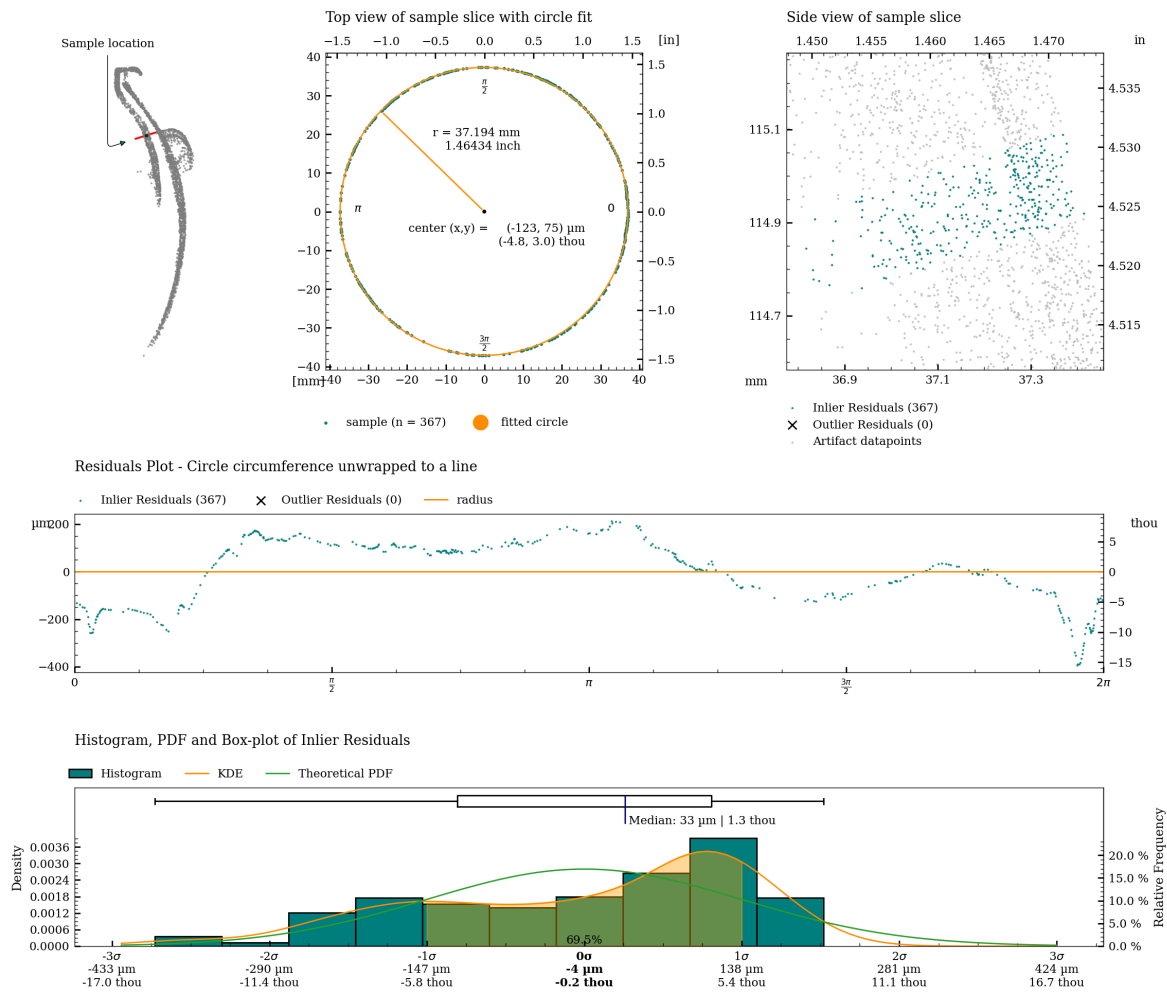 Sample location
Top view of sample slice with circle fit
−1.5 −1.0 −0.5 0.0 0.5 1.0 1.5 [in]
40
30
20
10
0
−10
−20
−30
−40
1.5
1.0
0.5
0.0
−0.5
−1.0
−1.5
π/2
r = 37.194 mm
1.46434 inch
π
0
center (x,y) = (-123, 75) µm
(-4.8, 3.0) thou
3π/2
[mm] −40 −30 −20 −10 0 10 20 30 40
sample (n = 367)
fitted circle
Side view of sample slice
1.450 1.455 1.460 1.465 1.470 in
115.1
114.9
114.7
4.535
4.530
4.525
4.520
4.515
mm 36.9 37.1 37.3
Inlier Residuals (367)
Outlier Residuals (0)
Artifact datapoints
Residuals Plot - Circle circumference unwrapped to a line
Inlier Residuals (367) Outlier Residuals (0) radius
µm
200
0
−200
−400
thou
5
0
−5
−10
−15
0 π/2 π 3π/2 2π
Histogram, PDF and Box-plot of Inlier Residuals
Histogram KDE Theoretical PDF
Median: 33 µm | 1.3 thou
Density
0.0036
0.0030
0.0024
0.0018
0.0012
0.0006
0.0000
Relative Frequency
20.0 %
15.0 %
10.0 %
5.0 %
0.0 %
69.5%
-3σ -2σ -1σ 0σ 1σ 2σ 3σ
-433 µm -290 µm -147 µm -4 µm 138 µm 281 µm 424 µm
-17.0 thou -11.4 thou -5.8 thou -0.2 thou 5.4 thou 11.1 thou 16.7 thou